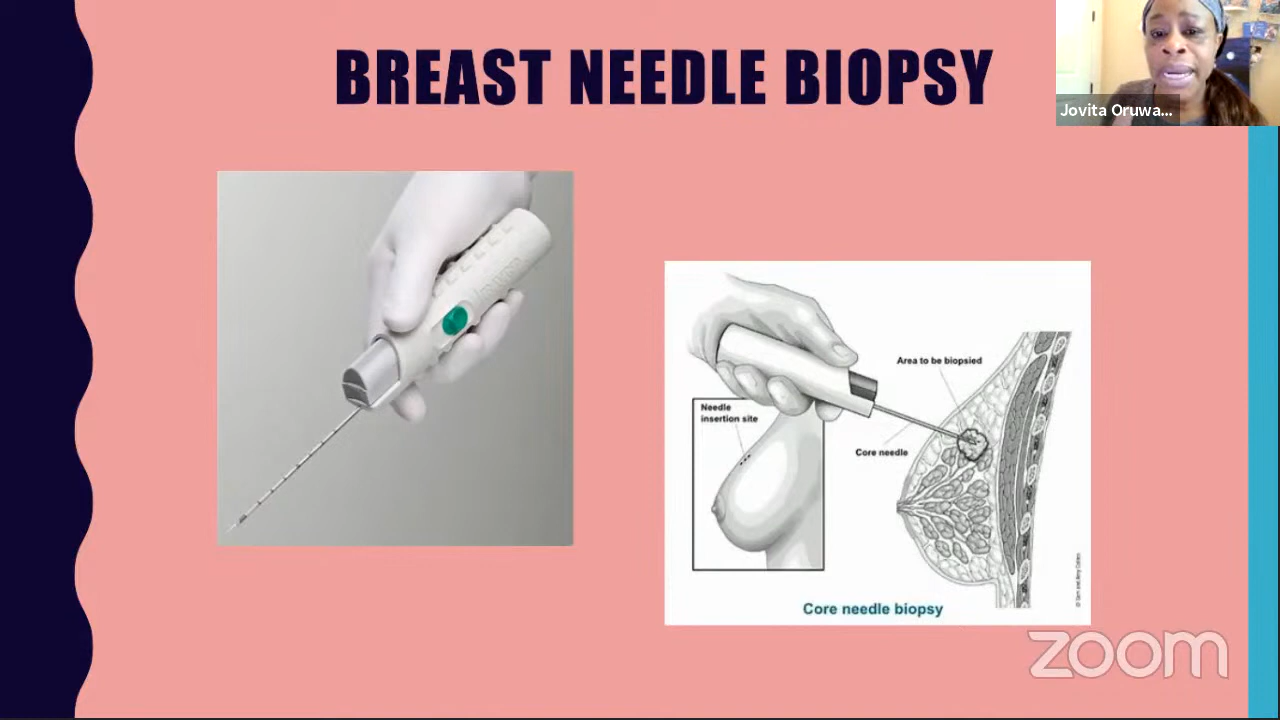 BREAST NEEDLE BIOPSY
Jovita Oruwa...
Area to be biopsied
Needle
insertion site
Core needle
Core needle biopsy
zoom